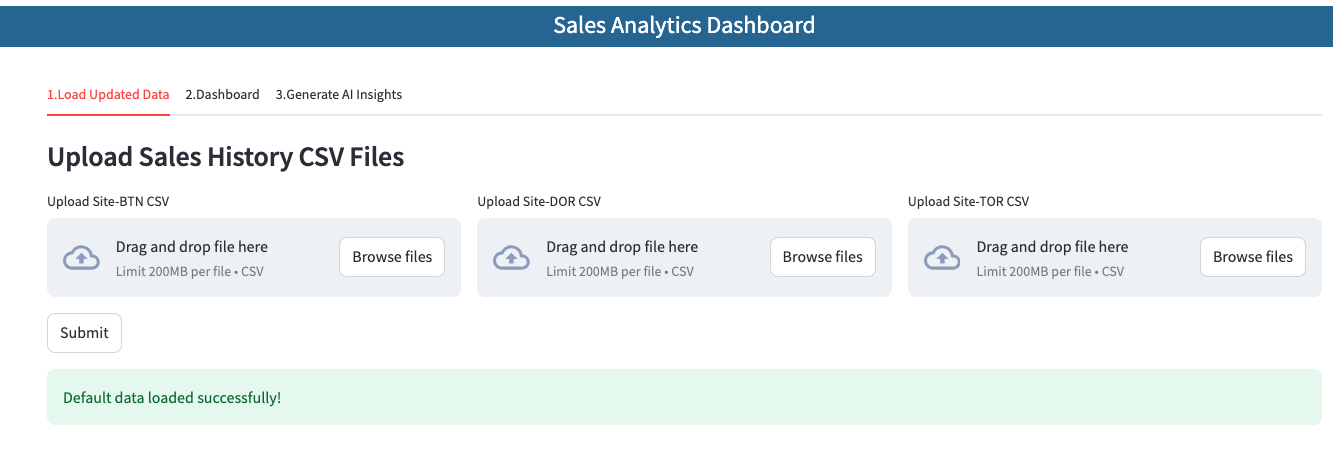 Sales Analytics Dashboard
1.Load Updated Data 2.Dashboard 3.Generate AI Insights
Upload Sales History CSV Files
Upload Site-BTN CSV
Drag and drop file here
Limit 200MB per file • CSV
Browse files
Upload Site-DOR CSV
Drag and drop file here
Limit 200MB per file • CSV
Browse files
Upload Site-TOR CSV
Drag and drop file here
Limit 200MB per file • CSV
Browse files
Submit
Default data loaded successfully!